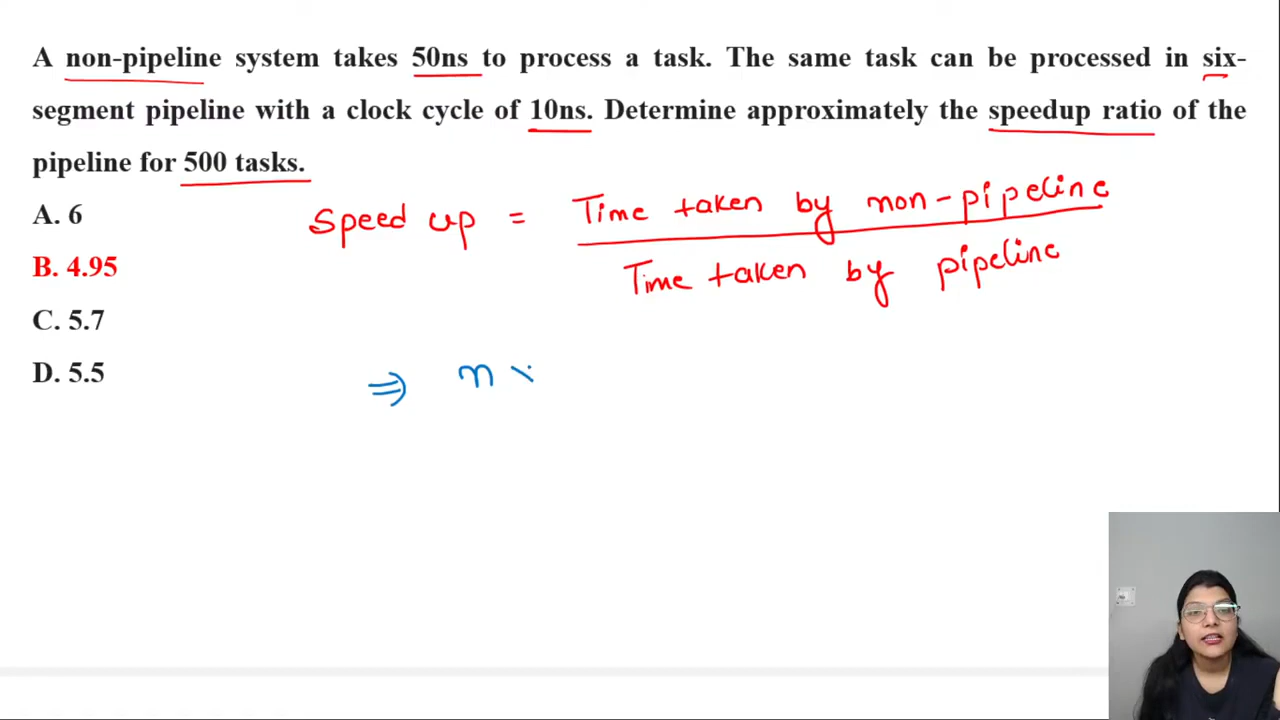 A non-pipeline system takes 50ns to process a task. The same task can be processed in six-
segment pipeline with a clock cycle of 10ns. Determine approximately the speedup ratio of the
pipeline for 500 tasks.
A. 6
B. 4.95
C. 5.7
D. 5.5
Speed up = Time taken by non-pipeline
Time taken by pipeline
⇒ n